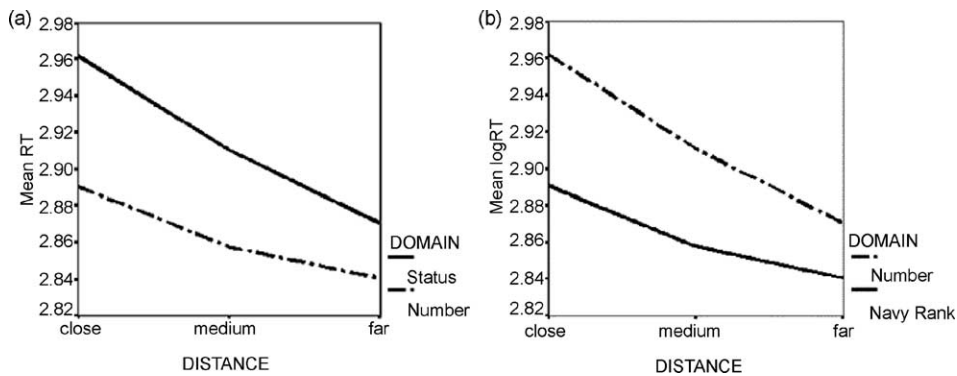 (a)
2.98
2.96
2.94
2.92
2.90
2.88
2.86
2.84
2.82
Mean RT
close medium far
DISTANCE
DOMAIN
Status
Number
(b)
2.98
2.96
2.94
2.92
2.90
2.88
2.86
2.84
2.82
Mean logRT
close medium far
DISTANCE
DOMAIN
Number
Navy Rank